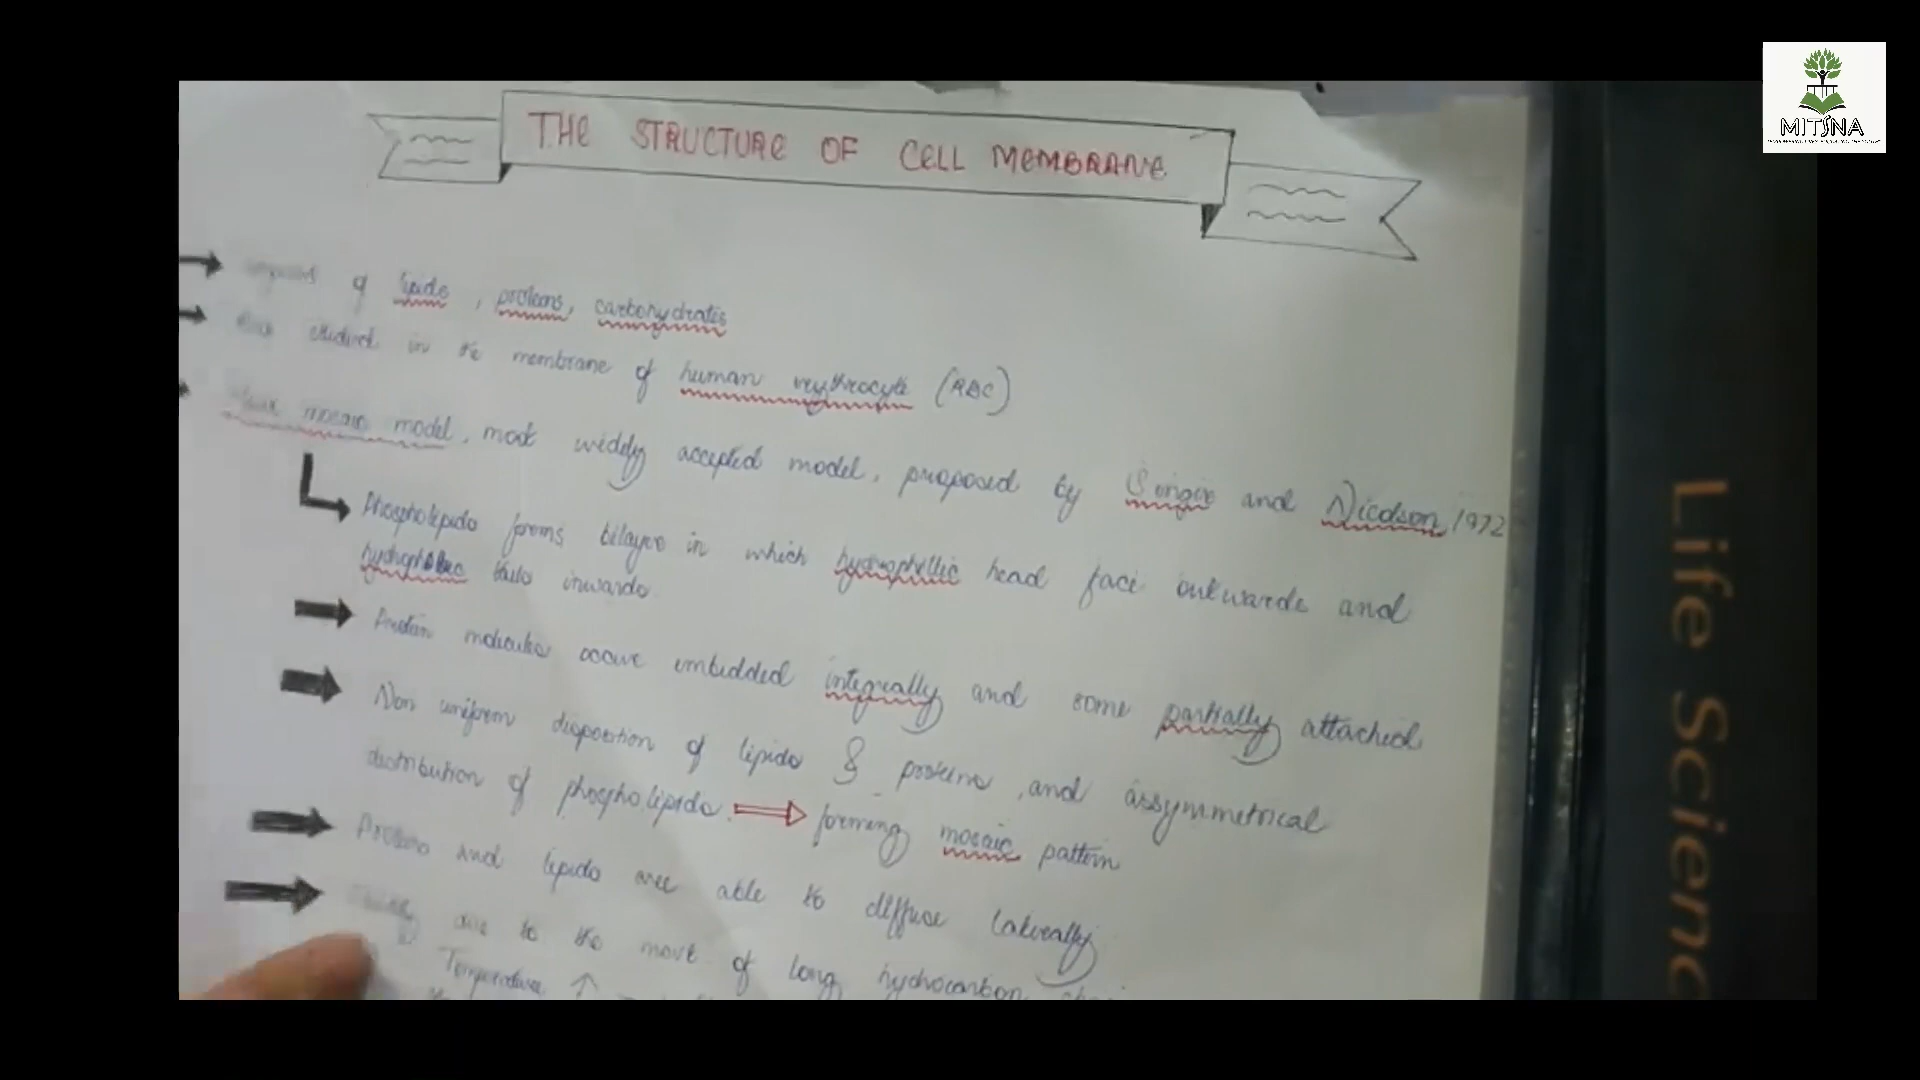 MITSNA
THE STRUCTURE OF CELL MEMBRANE
of lipids, proteins, carbohydrates
studied in the membrane of human erythrocyte (RBC)
mosaic model, most widely accepted model, proposed by Singer and Nicolson, 1972
Phospholipids forms bilayer in which hydrophillic head face outwards and
hydrophobic tails inwards
Protein molecules occur embedded integrally and some partially attached
Non uniform disposition of lipids & proteins, and assymmetrical
distribution of phospholipids. forming mosaic pattern
Proteins and lipids are able to diffuse laterally
due to the movt of long hydrocarbon
Temperature ↑
Life Scienc